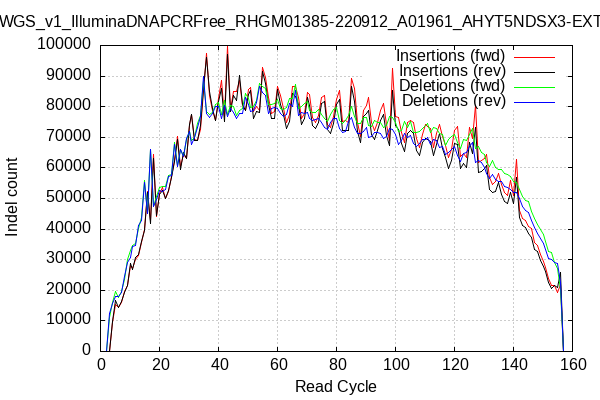 WGS_v1_IlluminaDNAPCRFree_RHGM01385-220912_A01961_AHYT5NDSX3-EXT
Insertions (fwd)
Insertions (rev)
Deletions (fwd)
Deletions (rev)
Indel count
100000
90000
80000
70000
60000
50000
40000
30000
20000
10000
0
0 20 40 60 80 100 120 140 160
Read Cycle